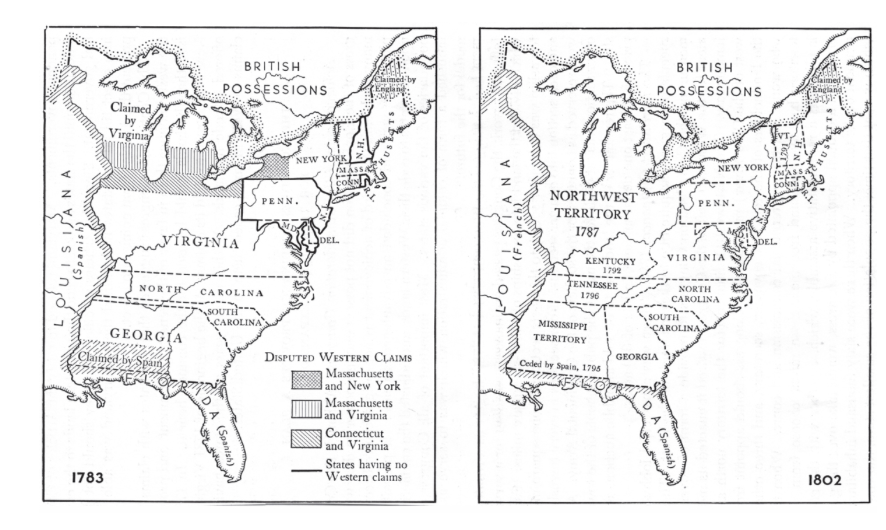 BRITISH
POSSESSIONS
Claimed by
England
Claimed
by
Virginia
NEW YORK
N.H.
MASSACHUSETTS
MASS.
CONN.
R.I.
PENN.
N.J.
MD.
DEL.
LOUISIANA
(Spanish)
VIRGINIA
NORTH CAROLINA
SOUTH
CAROLINA
GEORGIA
Claimed by Spain
FLORIDA
(Spanish)
DISPUTED WESTERN CLAIMS
Massachusetts
and New York
Massachusetts
and Virginia
Connecticut
and Virginia
States having no
Western claims
1783
BRITISH
POSSESSIONS
Claimed by
England
VT.
1791
N.H.
MASSACHUSETTS
NEW YORK
MASS.
CONN.
R.I.
NORTHWEST
TERRITORY
1787
PENN.
MD.
DEL.
LOUISIANA
(French)
KENTUCKY
1792
VIRGINIA
TENNESSEE
1796
NORTH
CAROLINA
SOUTH
CAROLINA
MISSISSIPPI
TERRITORY
GEORGIA
Ceded by Spain, 1795
FLORIDA
(Spanish)
1802